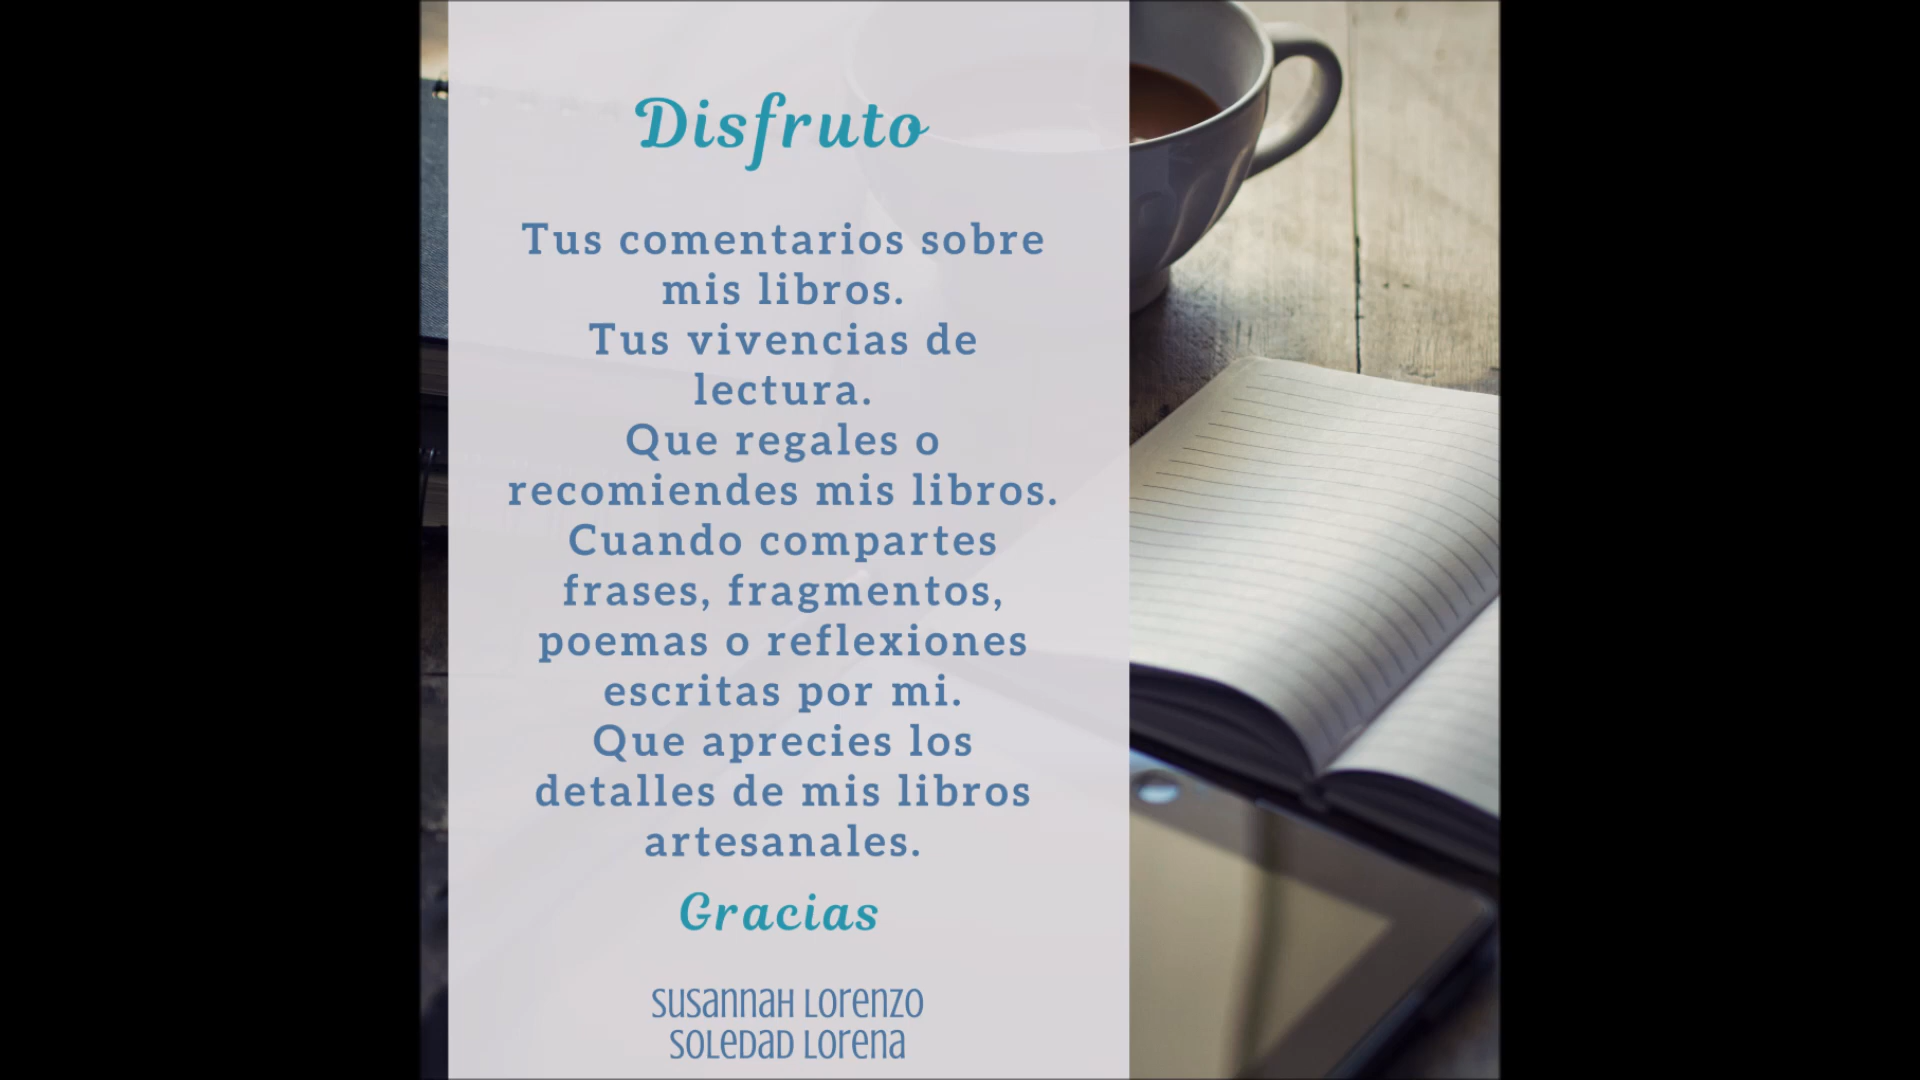 Disfruto
Tus comentarios sobre
mis libros.
Tus vivencias de
lectura.
Que regales o
recomiendes mis libros.
Cuando compartes
frases, fragmentos,
poemas o reflexiones
escritas por mi.
Que aprecies los
detalles de mis libros
artesanales.
Gracias
Susannah Lorenzo
Soledad Lorena